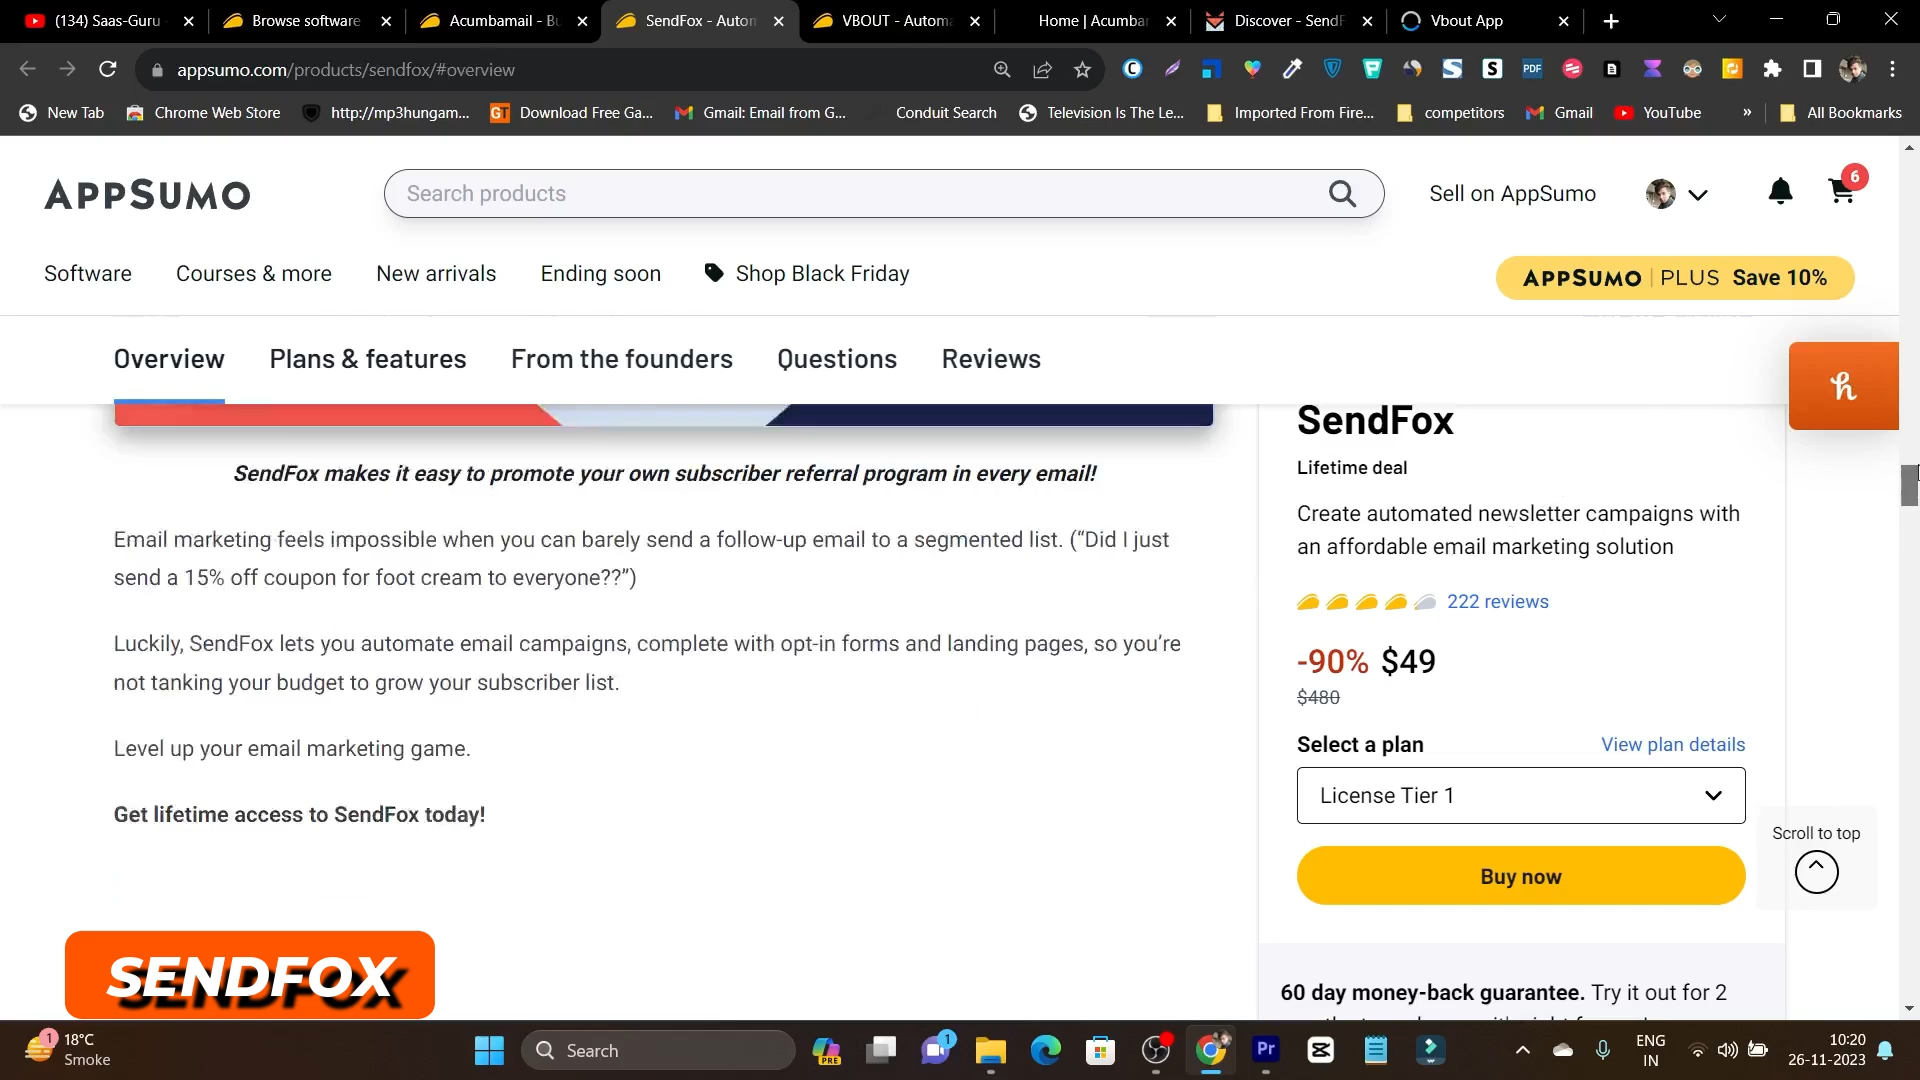 (134) Saas-Guru
Browse software
Acumbamail - Bu
SendFox - Autom
VBOUT - Automa
Home | Acumbar
Discover - SendF
Vbout App
appsumo.com/products/sendfox/#overview
New Tab
Chrome Web Store
http://mp3hungam...
Download Free Ga...
Gmail: Email from G...
Conduit Search
Television Is The Le...
Imported From Fire...
competitors
Gmail
YouTube
»
All Bookmarks
APPSUMO
Search products
Sell on AppSumo
6
Software
Courses & more
New arrivals
Ending soon
Shop Black Friday
APPSUMO | PLUS Save 10%
Overview
Plans & features
From the founders
Questions
Reviews
SendFox makes it easy to promote your own subscriber referral program in every email!
Email marketing feels impossible when you can barely send a follow-up email to a segmented list. (“Did I just
send a 15% off coupon for foot cream to everyone??”)
Luckily, SendFox lets you automate email campaigns, complete with opt-in forms and landing pages, so you’re
not tanking your budget to grow your subscriber list.
Level up your email marketing game.
Get lifetime access to SendFox today!
SendFox
Lifetime deal
Create automated newsletter campaigns with
an affordable email marketing solution
222 reviews
-90% $49
$480
Select a plan
View plan details
License Tier 1
Buy now
Scroll to top
60 day money-back guarantee. Try it out for 2
SENDFOX
1
18°C
Smoke
Search
PRE
1
Pr
ENG
IN
10:20
26-11-2023